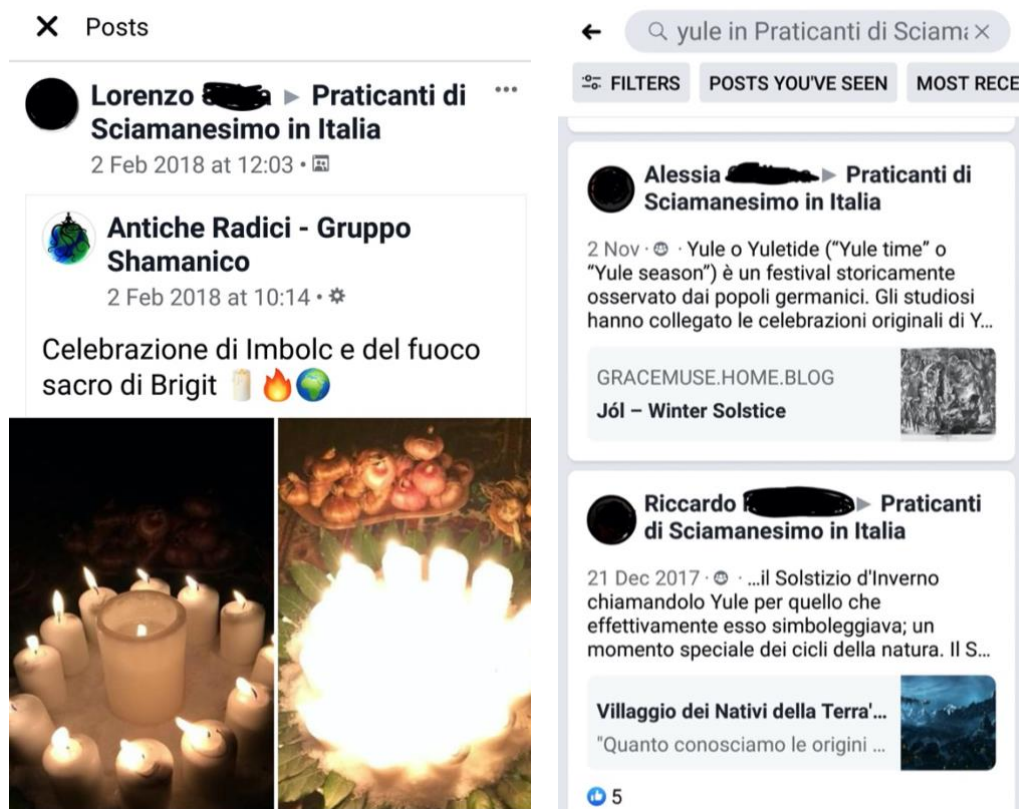 Posts
Lorenzo ▸ Praticanti di
Sciamanesimo in Italia
2 Feb 2018 at 12:03 •
Antiche Radici - Gruppo
Shamanico
2 Feb 2018 at 10:14 •
Celebrazione di Imbolc e del fuoco
sacro di Brigit 🕯️🔥🌍
yule in Praticanti di Sciama
FILTERS
POSTS YOU'VE SEEN
MOST RECE
Alessia ▸ Praticanti di
Sciamanesimo in Italia
2 Nov · · Yule o Yuletide (“Yule time” o
“Yule season”) è un festival storicamente
osservato dai popoli germanici. Gli studiosi
hanno collegato le celebrazioni originali di Y...
GRACEMUSE.HOME.BLOG
Jól – Winter Solstice
Riccardo ▸ Praticanti
di Sciamanesimo in Italia
21 Dec 2017 · · ...il Solstizio d'Inverno
chiamandolo Yule per quello che
effettivamente esso simboleggiava; un
momento speciale dei cicli della natura. Il S...
Villaggio dei Nativi della Terra'...
"Quanto conosciamo le origini ...
5